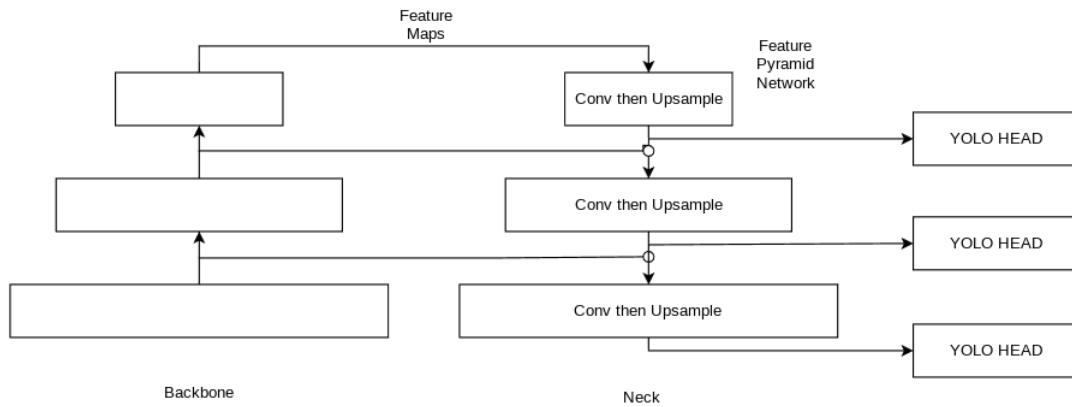 Feature
Maps
Feature
Pyramid
Network
Conv then Upsample
YOLO HEAD
Conv then Upsample
YOLO HEAD
Conv then Upsample
YOLO HEAD
Backbone
Neck